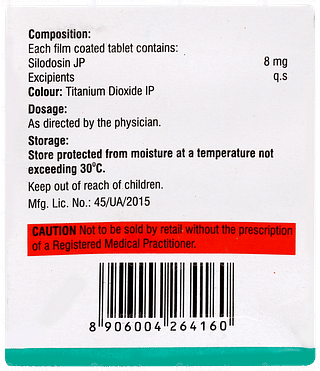 Composition:
Each film coated tablet contains:
Silodosin JP 8 mg
Excipients q.s
Colour: Titanium Dioxide IP
Dosage:
As directed by the physician.
Storage:
Store protected from moisture at a temperature not
exceeding 30°C.
Keep out of reach of children.
Mfg. Lic. No.: 45/UA/2015
CAUTION Not to be sold by retail without the prescription
of a Registered Medical Practitioner.
8 906004 264160